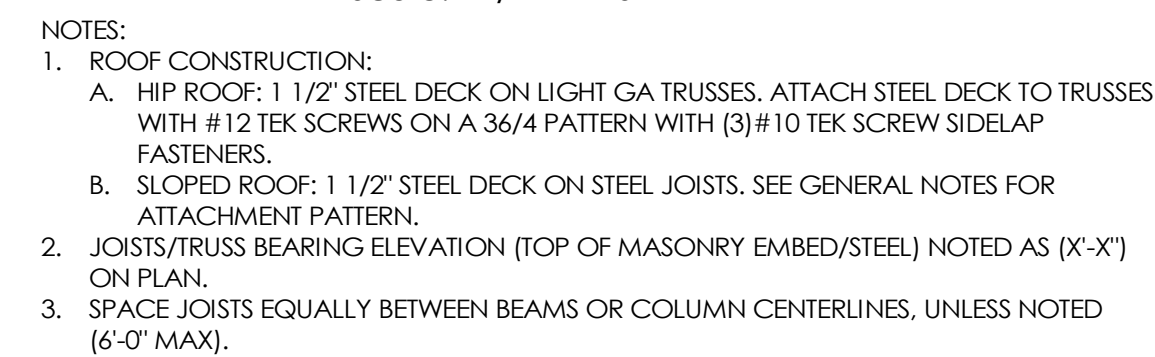 NOTES:
1. ROOF CONSTRUCTION:
A. HIP ROOF: 1 1/2" STEEL DECK ON LIGHT GA TRUSSES. ATTACH STEEL DECK TO TRUSSES
WITH #12 TEK SCREWS ON A 36/4 PATTERN WITH (3)#10 TEK SCREW SIDELAP
FASTENERS.
B. SLOPED ROOF: 1 1/2" STEEL DECK ON STEEL JOISTS. SEE GENERAL NOTES FOR
ATTACHMENT PATTERN.
2. JOISTS/TRUSS BEARING ELEVATION (TOP OF MASONRY EMBED/STEEL) NOTED AS (X'-X")
ON PLAN.
3. SPACE JOISTS EQUALLY BETWEEN BEAMS OR COLUMN CENTERLINES, UNLESS NOTED
(6'-0" MAX).